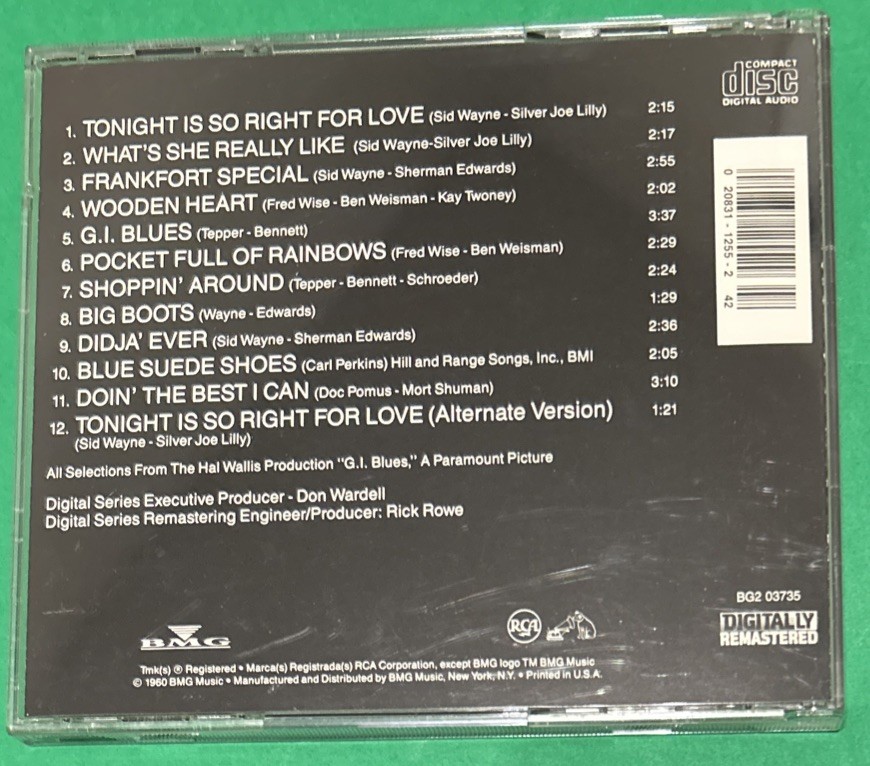 COMPACT
disc
DIGITAL AUDIO
1. TONIGHT IS SO RIGHT FOR LOVE (Sid Wayne - Silver Joe Lilly) 2:15
2. WHAT'S SHE REALLY LIKE (Sid Wayne-Silver Joe Lilly) 2:17
3. FRANKFORT SPECIAL (Sid Wayne - Sherman Edwards) 2:55
4. WOODEN HEART (Fred Wise - Ben Weisman - Kay Twoney) 2:02
5. G.I. BLUES (Tepper - Bennett) 3:37
6. POCKET FULL OF RAINBOWS (Fred Wise - Ben Weisman) 2:29
7. SHOPPIN' AROUND (Tepper - Bennett - Schroeder) 2:24
8. BIG BOOTS (Wayne - Edwards) 1:29
9. DIDJA' EVER (Sid Wayne - Sherman Edwards) 2:36
10. BLUE SUEDE SHOES (Carl Perkins) Hill and Range Songs, Inc., BMI 2:05
11. DOIN' THE BEST I CAN (Doc Pomus - Mort Shuman) 3:10
12. TONIGHT IS SO RIGHT FOR LOVE (Alternate Version) 1:21
(Sid Wayne - Silver Joe Lilly)
0 20831 - 1255 - 2 42
All Selections From The Hal Wallis Production "G.I. Blues," A Paramount Picture
Digital Series Executive Producer - Don Wardell
Digital Series Remastering Engineer/Producer: Rick Rowe
BG2 03735
DIGITALLY
REMASTERED
BMG
RCA
Tmk(s) ® Registered • Marca(s) Registrada(s) RCA Corporation, except BMG logo TM BMG Music
© 1960 BMG Music • Manufactured and Distributed by BMG Music, New York, N.Y. • Printed in U.S.A.